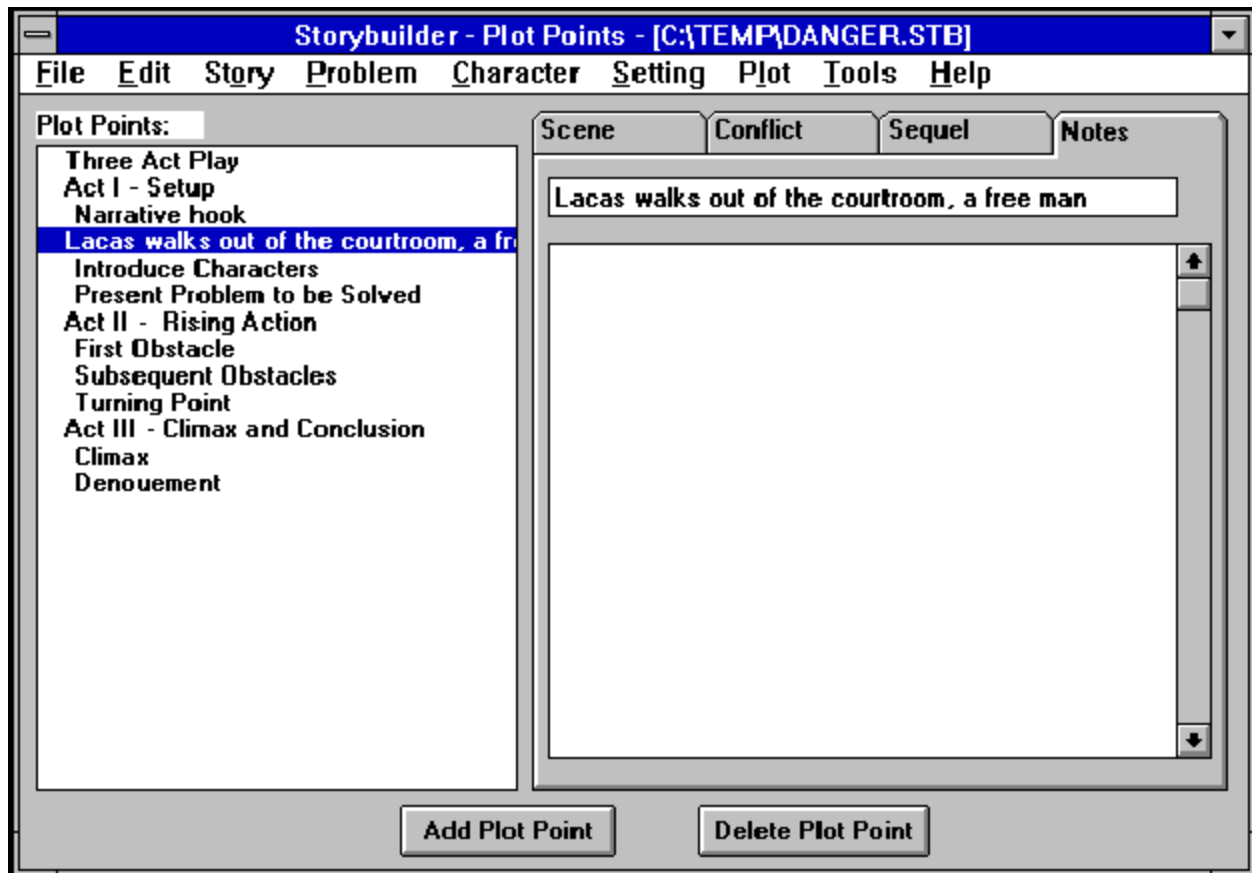 Storybuilder - Plot Points - [C:\TEMP\DANGER.STB]
File Edit Story Problem Character Setting Plot Tools Help
Plot Points:
Three Act Play
Act I - Setup
Narrative hook
Lacas walks out of the courtroom, a fr
Introduce Characters
Present Problem to be Solved
Act II - Rising Action
First Obstacle
Subsequent Obstacles
Turning Point
Act III - Climax and Conclusion
Climax
Denouement
Scene Conflict Sequel Notes
Lacas walks out of the courtroom, a free man
Add Plot Point Delete Plot Point